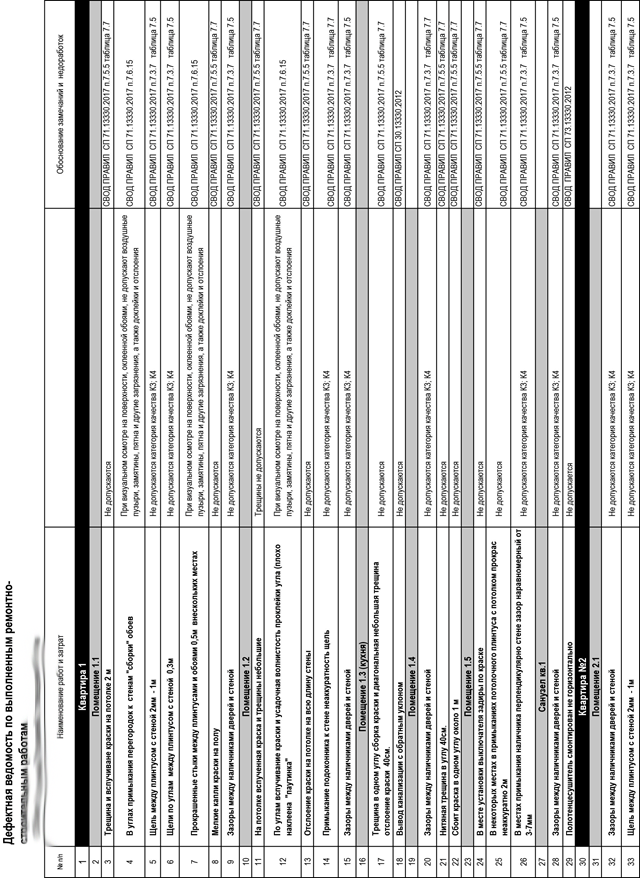 Дефектная ведомость по выполненным ремонтно-
строительным работам
№ пп Наименование работ и затрат Обоснование замечаний и недоработок
1 Квартира 1
2 Помещение 1.1
3 Трещина и вспучиване краски на потолке 2 м Не допускаются СВОД ПРАВИЛ СП 71.13330.2017 п.7.5.5 таблица 7.7
4 В углах примыкания перегородок к стенам "сборки" обоев При визуальном осмотре на поверхности, оклеенной обоями, не допускают воздушные СВОД ПРАВИЛ СП 71.13330.2017 п.7.6.15
пузыри, замятины, пятна и другие загрязнения, а также доклейки и отслоения
5 Щель между плинтусом с стеной 2мм - 1м Не допускаются категория качества К3; К4 СВОД ПРАВИЛ СП 71.13330.2017 п.7.3.7 таблица 7.5
6 Щели по углам между плинтусом с стеной 0,3м Не допускаются категория качества К3; К4 СВОД ПРАВИЛ СП 71.13330.2017 п.7.3.7 таблица 7.5
7 Прокрашенные стыки между плинтусами и обоями 0,5м внескольких местах При визуальном осмотре на поверхности, оклеенной обоями, не допускают воздушные СВОД ПРАВИЛ СП 71.13330.2017 п.7.6.15
пузыри, замятины, пятна и другие загрязнения, а также доклейки и отслоения
8 Мелкие капли краски на полу Не допускаются СВОД ПРАВИЛ СП 71.13330.2017 п.7.5.5 таблица 7.7
9 Зазоры между наличниками дверей и стеной Не допускаются категория качества К3; К4 СВОД ПРАВИЛ СП 71.13330.2017 п.7.3.7 таблица 7.5
10 Помещение 1.2
11 На потолке вспученная краска и трешины небольшие Трещины не допускаются СВОД ПРАВИЛ СП 71.13330.2017 п.7.5.5 таблица 7.7
12 По углам вспучивание краски и усадочная волнистость проклейки угла (плохо При визуальном осмотре на поверхности, оклеенной обоями, не допускают воздушные СВОД ПРАВИЛ СП 71.13330.2017 п.7.6.15
наклеена "паутинка" пузыри, замятины, пятна и другие загрязнения, а также доклейки и отслоения
13 Отслоение краски на потолке на всю длину стены Не допускаются СВОД ПРАВИЛ СП 71.13330.2017 п.7.5.5 таблица 7.7
14 Примыкание подоконника к стене неаккуратность щель Не допускаются категория качества К3; К4 СВОД ПРАВИЛ СП 71.13330.2017 п.7.3.7 таблица 7.5
15 Зазоры между наличниками дверей и стеной Не допускаются категория качества К3; К4 СВОД ПРАВИЛ СП 71.13330.2017 п.7.3.7 таблица 7.5
16 Помещение 1.3 (кухня)
17 Трещина в одном углу сборка краски и диагональная небольшая трещина Не допускаются СВОД ПРАВИЛ СП 71.13330.2017 п.7.5.5 таблица 7.7
отслоение краски 40см.
18 Вывод канализации с обратным уклоном Не допускаются СВОД ПРАВИЛ СП 30.13330.2012
19 Помещение 1.4
20 Зазоры между наличниками дверей и стеной Не допускаются категория качества К3; К4 СВОД ПРАВИЛ СП 71.13330.2017 п.7.3.7 таблица 7.5
21 Нитяная трещина в углу 40см. Не допускаются СВОД ПРАВИЛ СП 71.13330.2017 п.7.5.5 таблица 7.7
22 Сбоит краска в одном углу около 1 м Не допускаются СВОД ПРАВИЛ СП 71.13330.2017 п.7.5.5 таблица 7.7
23 Помещение 1.5
24 В месте установки выключателя задиры по краске Не допускаются СВОД ПРАВИЛ СП 71.13330.2017 п.7.5.5 таблица 7.7
25 В некоторых местах в примыканиях потолочного плинтуса с потолком прокрас Не допускаются СВОД ПРАВИЛ СП 71.13330.2017 п.7.5.5 таблица 7.7
неаккуратно 2м
26 В местах примыкания наличника перпендикулярно стене зазор наравномерный от Не допускаются категория качества К3; К4 СВОД ПРАВИЛ СП 71.13330.2017 п.7.3.7 таблица 7.5
3-7мм
27 Санузел кв.1
28 Зазоры между наличниками дверей и стеной Не допускаются категория качества К3; К4 СВОД ПРАВИЛ СП 71.13330.2017 п.7.3.7 таблица 7.5
29 Полотенцесушитель смонтирован не горизонтально Не допускаются СВОД ПРАВИЛ СП 73.13330.2012
30 Квартира №2
31 Помещение 2.1
32 Зазоры между наличниками дверей и стеной Не допускаются категория качества К3; К4 СВОД ПРАВИЛ СП 71.13330.2017 п.7.3.7 таблица 7.5
33 Щель между плинтусом с стеной 2мм - 1м Не допускаются категория качества К3; К4 СВОД ПРАВИЛ СП 71.13330.2017 п.7.3.7 таблица 7.5